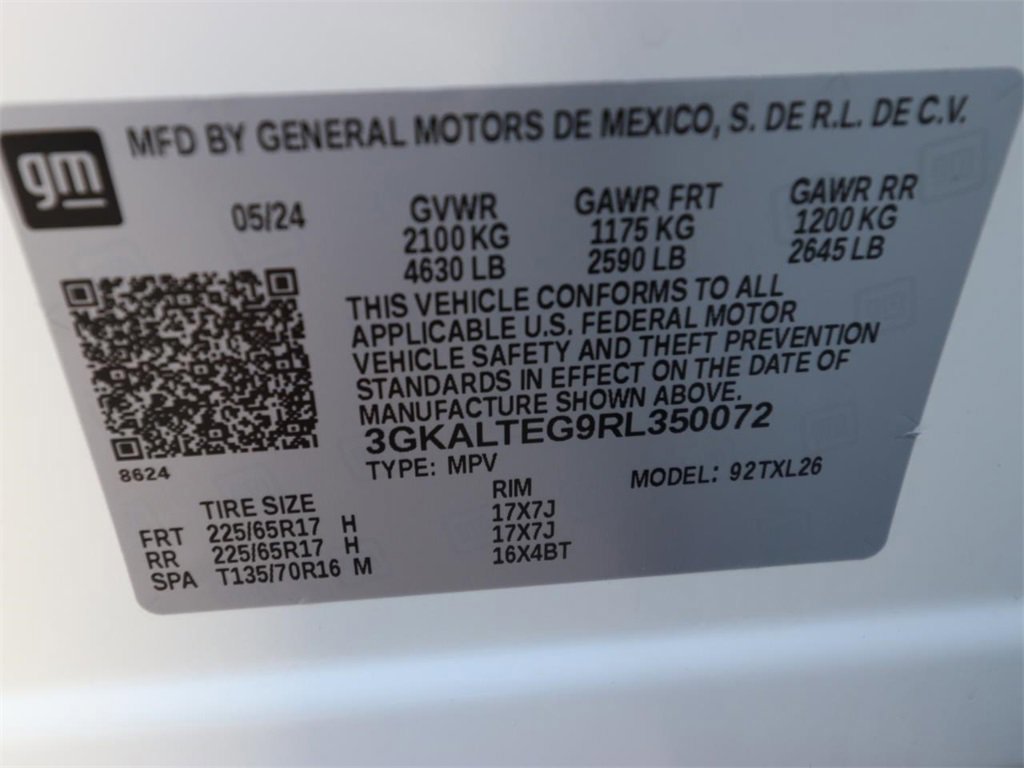 gm
MFD BY GENERAL MOTORS DE MEXICO, S. DE R.L. DE C.V.
05/24
GVWR
2100 KG
4630 LB
GAWR FRT
1175 KG
2590 LB
GAWR RR
1200 KG
2645 LB
THIS VEHICLE CONFORMS TO ALL
APPLICABLE U.S. FEDERAL MOTOR
VEHICLE SAFETY AND THEFT PREVENTION
STANDARDS IN EFFECT ON THE DATE OF
MANUFACTURE SHOWN ABOVE.
3GKALTEG9RL350072
8624
TYPE: MPV
MODEL: 92TXL26
TIRE SIZE
RIM
FRT 225/65R17 H 17X7J
RR 225/65R17 H 17X7J
SPA T135/70R16 M 16X4BT